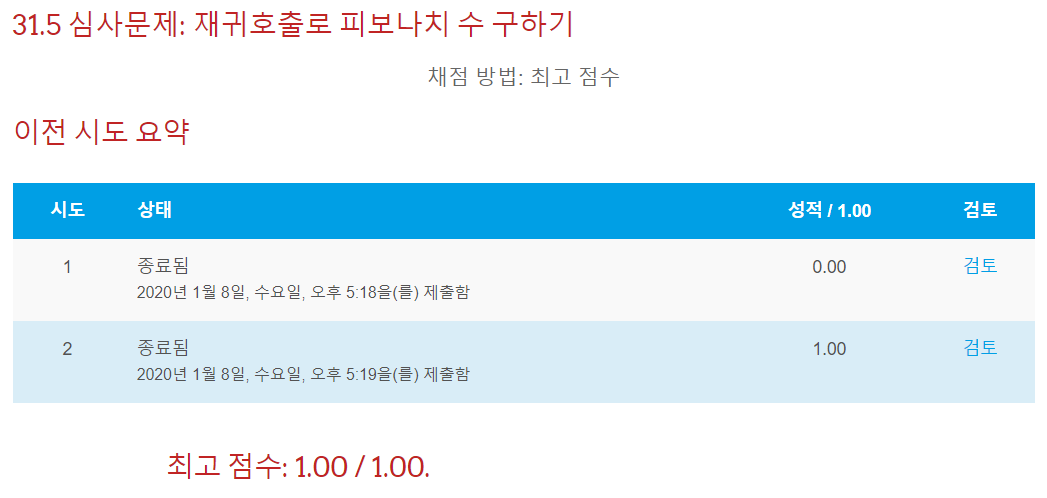 31.5 심사문제: 재귀호출로 피보나치 수 구하기
채점 방법: 최고 점수
이전 시도 요약
시도 상태 성적 / 1.00 검토
1 종료됨 0.00 검토
2020년 1월 8일, 수요일, 오후 5:18을(를) 제출함
2 종료됨 1.00 검토
2020년 1월 8일, 수요일, 오후 5:19을(를) 제출함
최고 점수: 1.00 / 1.00.